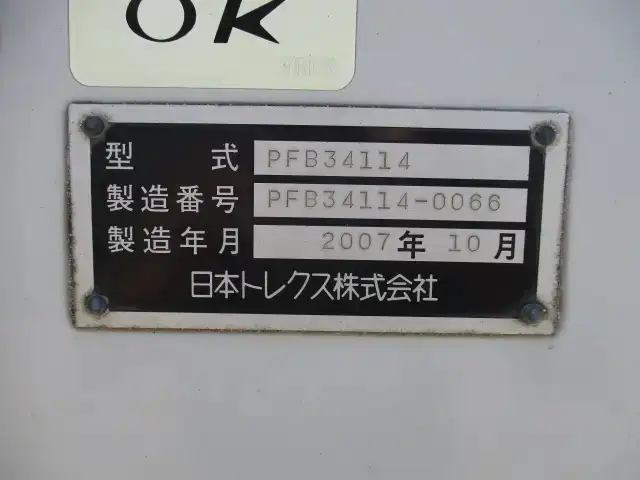 OK
型 式 PFB34114
製造番号 PFB34114-0066
製造年月 2007年 10月
日本トレクス株式会社